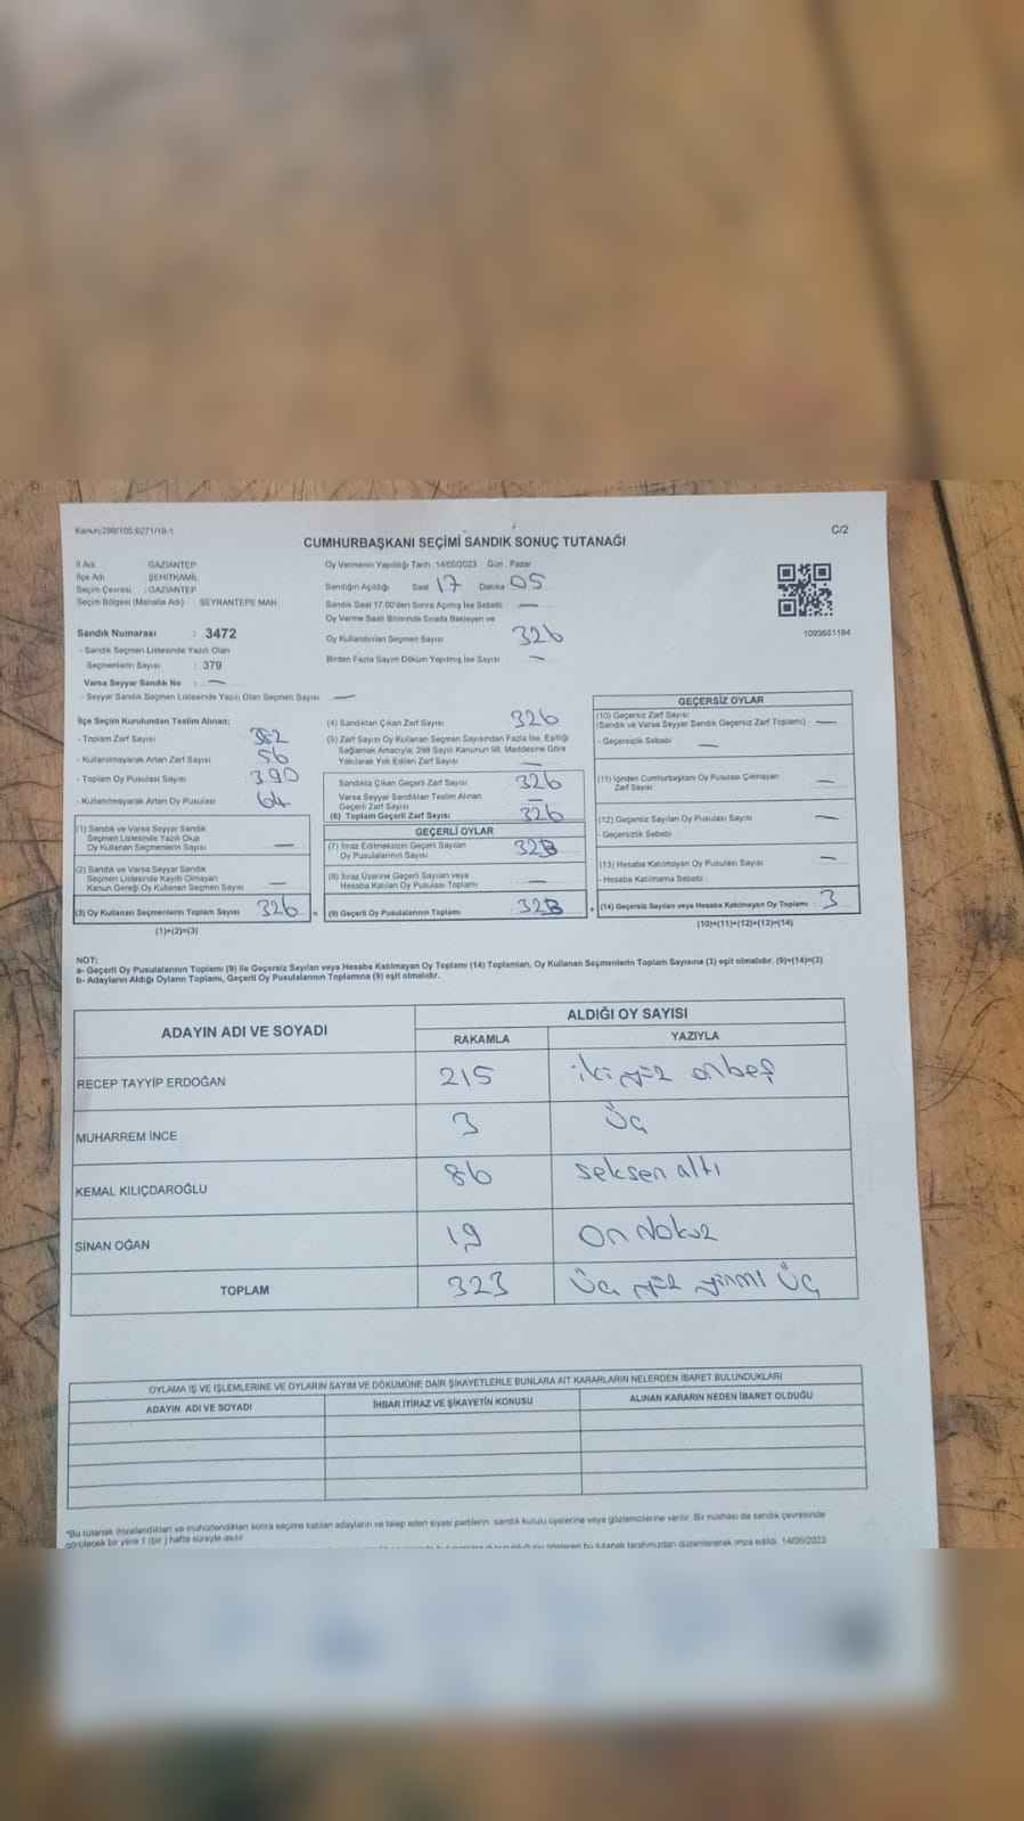 Kanun:298/105,6271/19-1
C/2
CUMHURBAŞKANI SEÇİMİ SANDIK SONUÇ TUTANAĞI
İl Adı : GAZİANTEP
İlçe Adı : ŞEHİTKAMİL
Seçim Çevresi : GAZİANTEP
Seçim Bölgesi (Mahalle Adı) : SEYRANTEPE MAH.
Sandık Numarası : 3472
- Sandık Seçmen Listesinde Yazılı Olan
Seçmenlerin Sayısı : 379
Varsa Seyyar Sandık No : —
- Seyyar Sandık Seçmen Listesinde Yazılı Olan Seçmen Sayısı —
Oy Vermenin Yapıldığı Tarih: 14/05/2023 Gün: Pazar
Sandığın Açıldığı Saat 17 Dakika 05
Sandık Saat 17.00'den Sonra Açılmış İse Sebebi —
Oy Verme Saati Bitiminde Sırada Bekleyen ve
Oy Kullandırılan Seçmen Sayısı 326
Birden Fazla Sayım Döküm Yapılmış İse Sayısı —
1093651194
İlçe Seçim Kurulundan Teslim Alınan:
- Toplam Zarf Sayısı 382
- Kullanılmayarak Artan Zarf Sayısı 56
- Toplam Oy Pusulası Sayısı 390
- Kullanılmayarak Artan Oy Pusulası 64
(1) Sandık ve Varsa Seyyar Sandık
Seçmen Listesinde Yazılı Olup
Oy Kullanan Seçmenlerin Sayısı —
(2) Sandık ve Varsa Seyyar Sandık
Seçmen Listesinde Kayıtlı Olmayan
Kanun Gereği Oy Kullanan Seçmen Sayısı —
(3) Oy Kullanan Seçmenlerin Toplam Sayısı 326 =
(1)+(2)=(3)
(4) Sandıktan Çıkan Zarf Sayısı 326
(5) Zarf Sayısı Oy Kullanan Seçmen Sayısından Fazla İse, Eşitliği
Sağlamak Amacıyla, 298 Sayılı Kanunun 98. Maddesine Göre
Yakılarak Yok Edilen Zarf Sayısı —
Sandıkta Çıkan Geçerli Zarf Sayısı 326
Varsa Seyyar Sandıktan Teslim Alınan
Geçerli Zarf Sayısı —
(6) Toplam Geçerli Zarf Sayısı 326
GEÇERLİ OYLAR
(7) İtiraz Edilmeksizin Geçerli Sayılan
Oy Pusulalarının Sayısı 323
(8) İtiraz Üzerine Geçerli Sayılan veya
Hesaba Katılan Oy Pusulası Toplamı —
(9) Geçerli Oy Pusulalarının Toplamı 323 +
GEÇERSİZ OYLAR
(10) Geçersiz Zarf Sayısı
(Sandık ve Varsa Seyyar Sandık Geçersiz Zarf Toplamı) —
- Geçersizlik Sebebi —
(11) İçinden Cumhurbaşkanı Oy Pusulası Çıkmayan
Zarf Sayısı —
(12) Geçersiz Sayılan Oy Pusulası Sayısı —
- Geçersizlik Sebebi
(13) Hesaba Katılmayan Oy Pusulası Sayısı —
- Hesaba Katılmama Sebebi
(14) Geçersiz Sayılan veya Hesaba Katılmayan Oy Toplamı 3
(10)+(11)+(12)+(13)=(14)
NOT:
a- Geçerli Oy Pusulalarının Toplamı (9) ile Geçersiz Sayılan veya Hesaba Katılmayan Oy Toplamı (14) Toplamları, Oy Kullanan Seçmenlerin Toplam Sayısına (3) eşit olmalıdır. (9)+(14)=(3)
b- Adayların Aldığı Oyların Toplamı, Geçerli Oy Pusulalarının Toplamına (9) eşit olmalıdır.
ADAYIN ADI VE SOYADI
ALDIĞI OY SAYISI
RAKAMLA YAZIYLA
RECEP TAYYİP ERDOĞAN 215 iki yüz onbeş
MUHARREM İNCE 3 Üç
KEMAL KILIÇDAROĞLU 86 seksen altı
SİNAN OĞAN 19 On dokuz
TOPLAM 323 Üç yüz yirmi üç
OYLAMA İŞ VE İŞLEMLERİNE VE OYLARIN SAYIM VE DÖKÜMÜNE DAİR ŞİKAYETLERLE BUNLARA AİT KARARLARIN NELERDEN İBARET BULUNDUKLARI
ADAYIN ADI VE SOYADI İHBAR İTİRAZ VE ŞİKAYETİN KONUSU ALINAN KARARIN NEDEN İBARET OLDUĞU
*Bu tutanak imzalandıktan ve mühürlendikten sonra seçime katılan adayların ve talep eden siyasi partilerin sandık kurulu üyelerine veya gözlemcilerine verilir. Bir nüshası da sandık çevresinde
görülecek bir yere 1 (bir) hafta süreyle asılır.
bu tutanak tarafımızdan düzenlenerek imza edildi. 14/05/2023